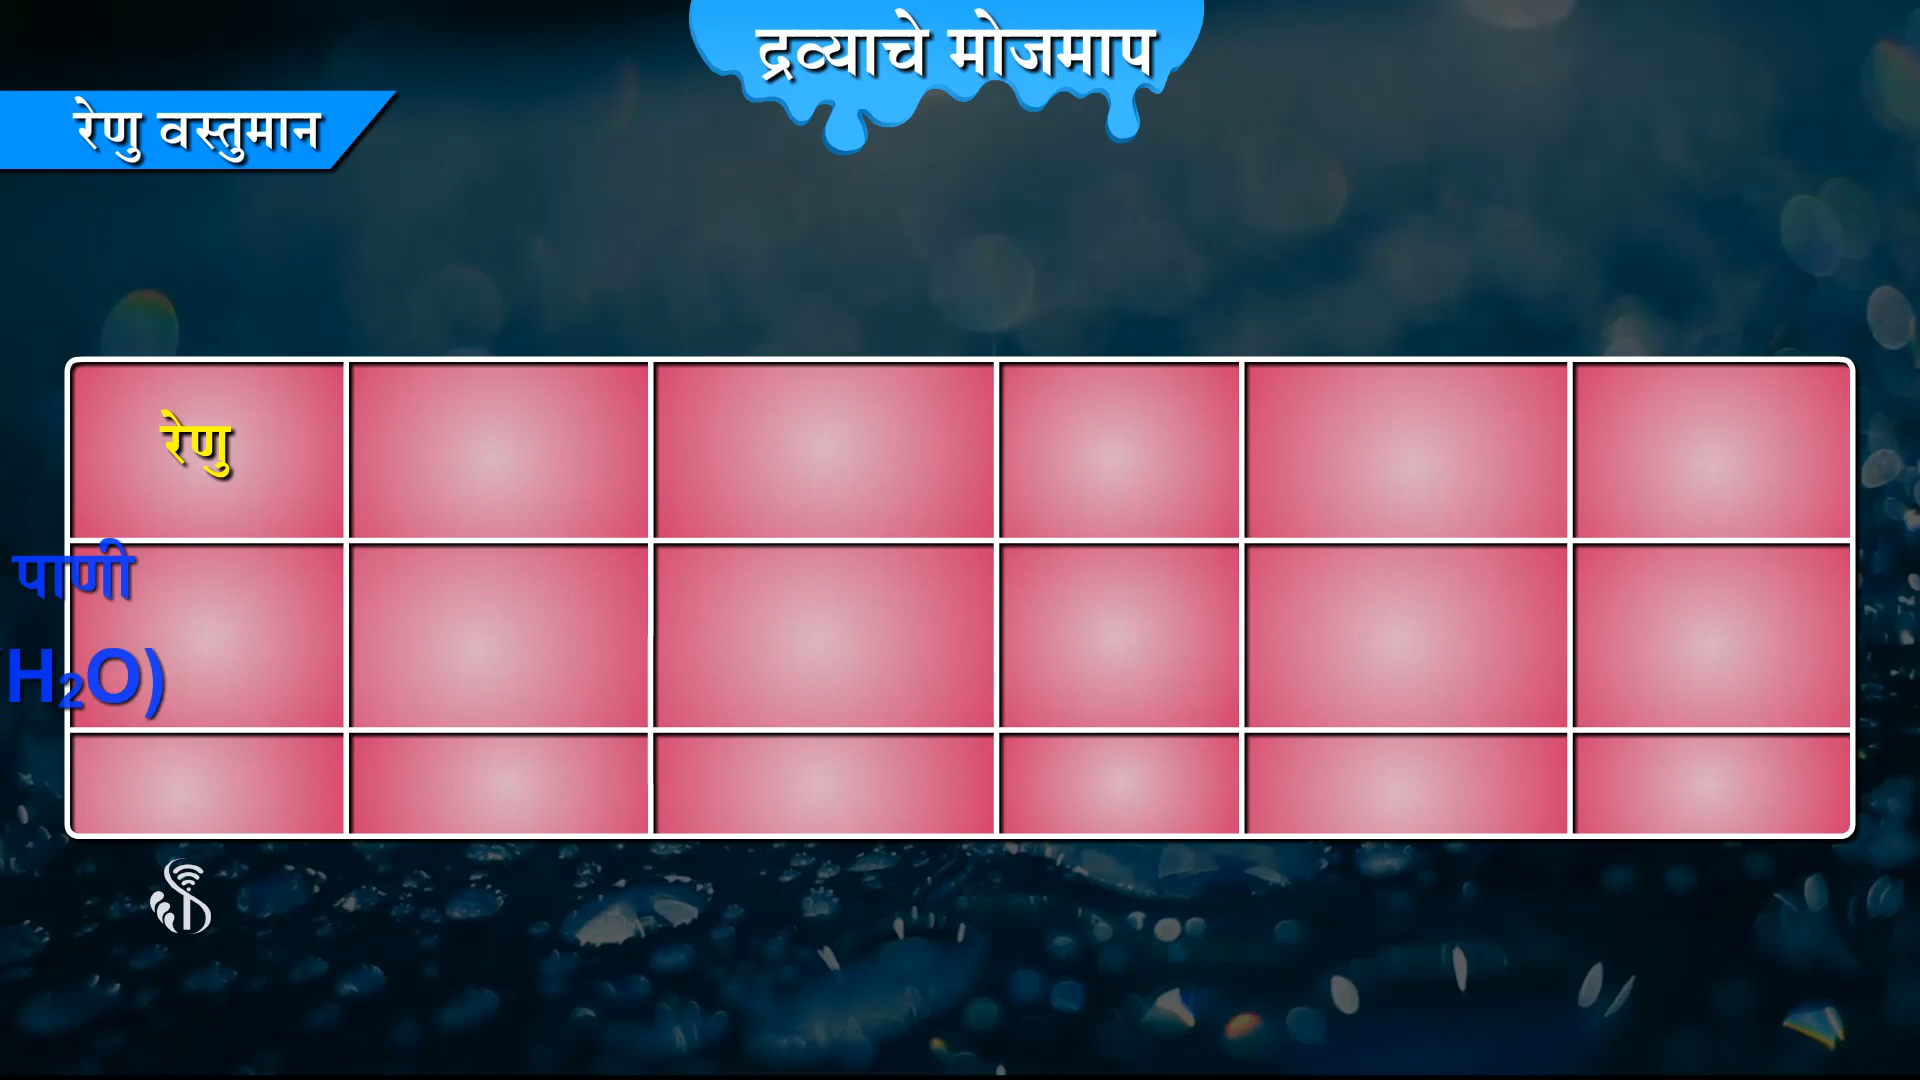 द्रव्याचे मोजमाप
रेणु वस्तुमान
रेणु
पाणी
(H₂O)